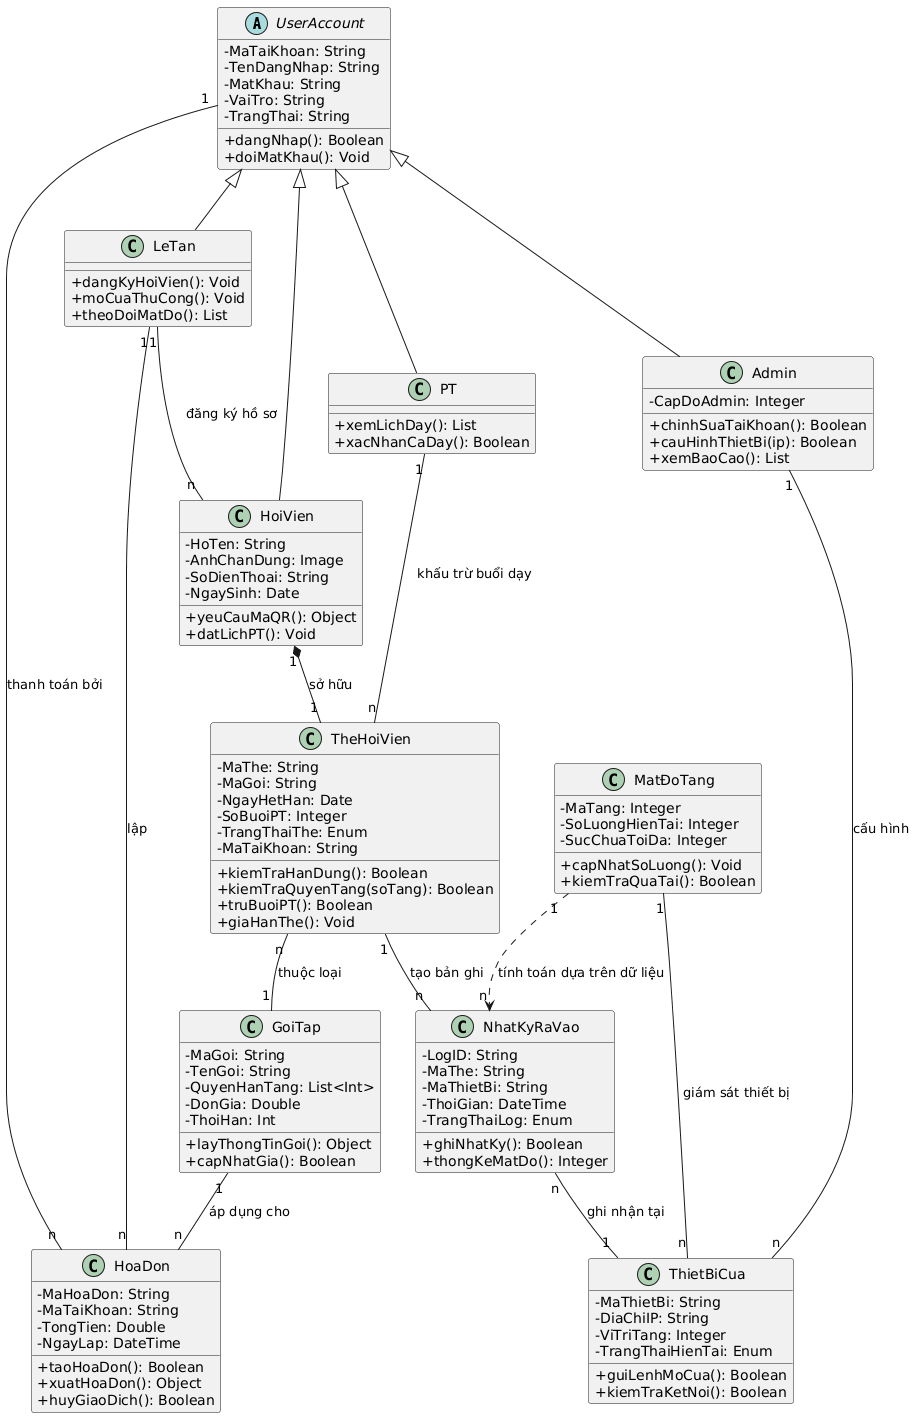 A UserAccount
-MaTaiKhoan: String
-TenDangNhap: String
-MatKhau: String
-VaiTro: String
-TrangThai: String
+dangNhap(): Boolean
+doiMatKhau(): Void
1
C LeTan
+dangKyHoiVien(): Void
+moCuaThuCong(): Void
+theoDoiMatDo(): List
1
1
C PT
+xemLichDay(): List
+xacNhanCaDay(): Boolean
1
C Admin
-CapDoAdmin: Integer
+chinhSuaTaiKhoan(): Boolean
+cauHinhThietBi(ip): Boolean
+xemBaoCao(): List
1
đăng ký hồ sơ
n
C HoiVien
-HoTen: String
-AnhChanDung: Image
-SoDienThoai: String
-NgaySinh: Date
+yeuCauMaQR(): Object
+datLichPT(): Void
khấu trừ buổi dạy
1
thanh toán bởi
sở hữu
1
n
C TheHoiVien
-MaThe: String
-MaGoi: String
-NgayHetHan: Date
-SoBuoiPT: Integer
-TrangThaiThe: Enum
-MaTaiKhoan: String
+kiemTraHanDung(): Boolean
+kiemTraQuyenTang(soTang): Boolean
+truBuoiPT(): Boolean
+giaHanThe(): Void
C MatĐoTang
-MaTang: Integer
-SoLuongHienTai: Integer
-SucChuaToiDa: Integer
+capNhatSoLuong(): Void
+kiemTraQuaTai(): Boolean
lập
cấu hình
n
1
1
1
thuộc loại
tạo bản ghi
tính toán dựa trên dữ liệu
1
n
n
C GoiTap
-MaGoi: String
-TenGoi: String
-QuyenHanTang: List<Int>
-DonGia: Double
-ThoiHan: Int
+layThongTinGoi(): Object
+capNhatGia(): Boolean
C NhatKyRaVao
-LogID: String
-MaThe: String
-MaThietBi: String
-ThoiGian: DateTime
-TrangThaiLog: Enum
+ghiNhatKy(): Boolean
+thongKeMatDo(): Integer
giám sát thiết bị
1
áp dụng cho
n
ghi nhận tại
n
n
n
1
n
n
C HoaDon
-MaHoaDon: String
-MaTaiKhoan: String
-TongTien: Double
-NgayLap: DateTime
+taoHoaDon(): Boolean
+xuatHoaDon(): Object
+huyGiaoDich(): Boolean
C ThietBiCua
-MaThietBi: String
-DiaChiIP: String
-ViTriTang: Integer
-TrangThaiHienTai: Enum
+guiLenhMoCua(): Boolean
+kiemTraKetNoi(): Boolean